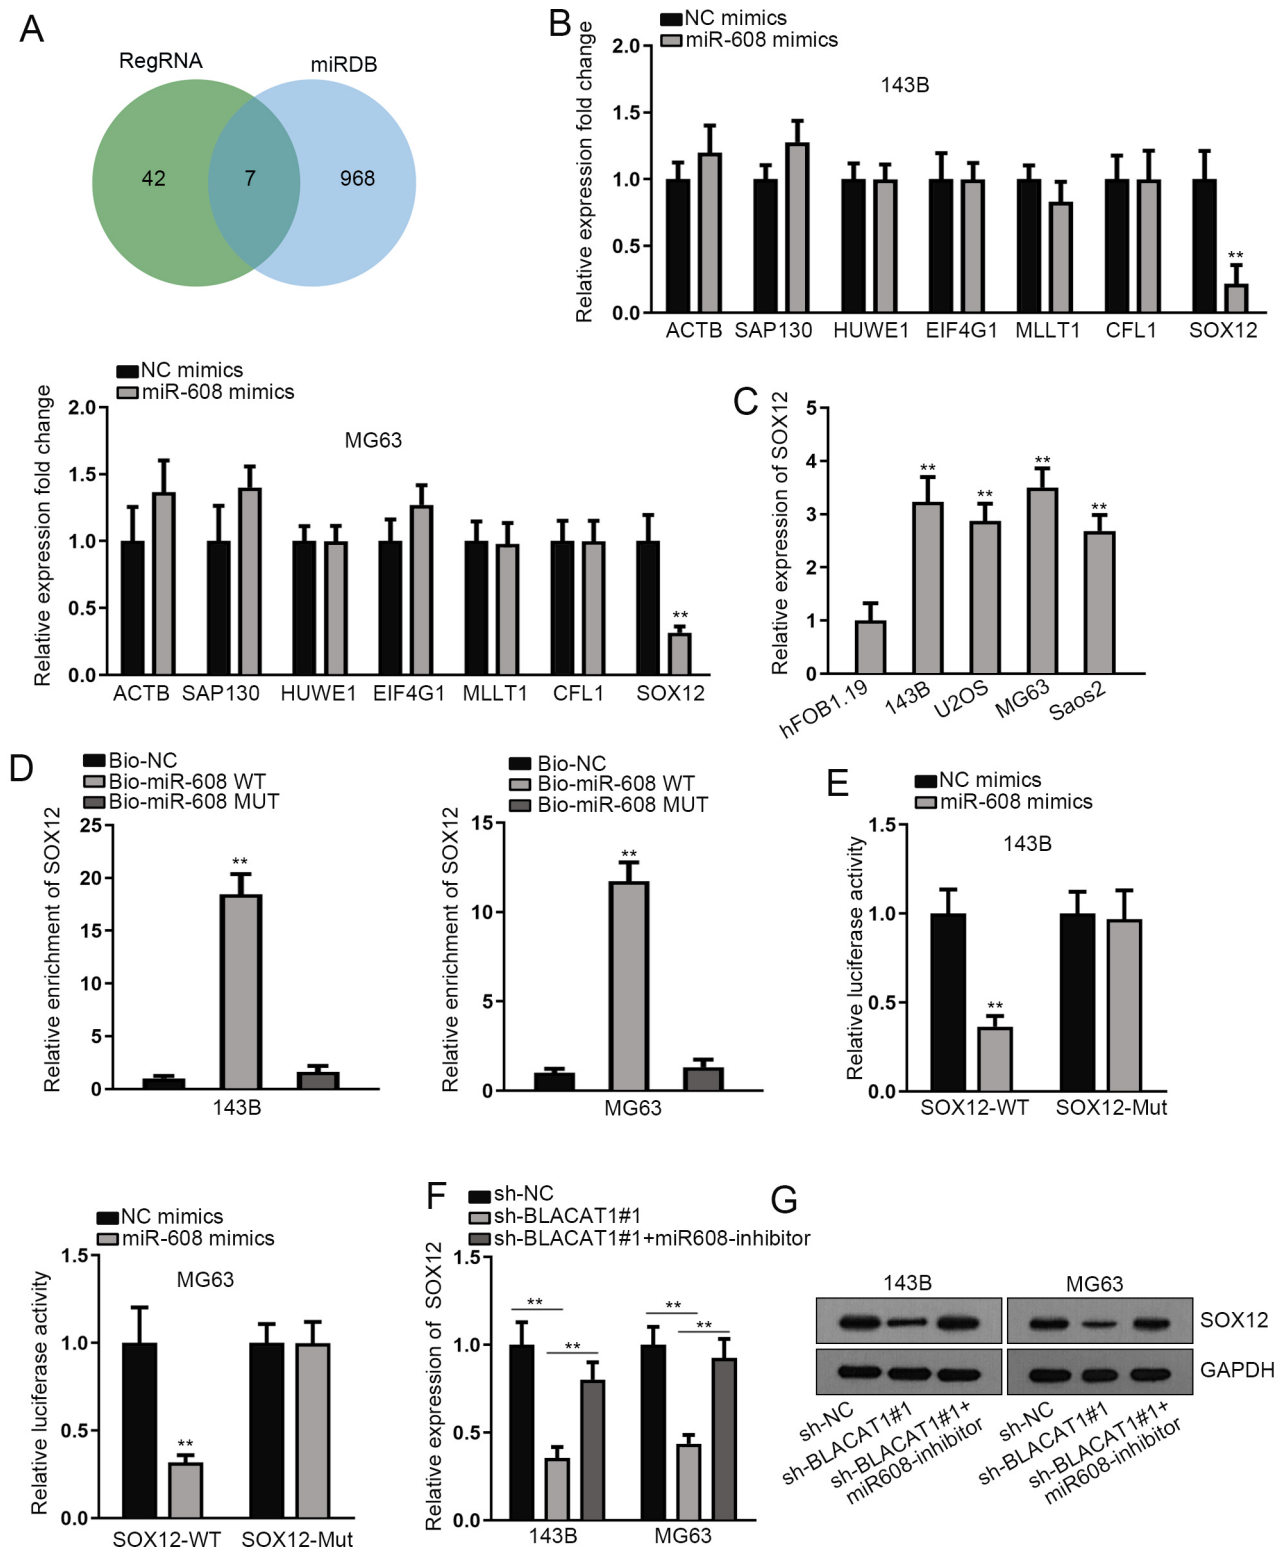 A
RegRNA
miRDB
42
7
968
B
NC mimics
miR-608 mimics
143B
Relative expression fold change
2.0
1.5
1.0
0.5
0.0
**
ACTB SAP130 HUWE1 EIF4G1 MLLT1 CFL1 SOX12
NC mimics
miR-608 mimics
MG63
Relative expression fold change
2.0
1.5
1.0
0.5
0.0
**
ACTB SAP130 HUWE1 EIF4G1 MLLT1 CFL1 SOX12
C
Relative expression of SOX12
5
4
3
2
1
0
** ** ** **
hFOB1.19 143B U2OS MG63 Saos2
D
Bio-NC
Bio-miR-608 WT
Bio-miR-608 MUT
Relative enrichment of SOX12
25
20
15
10
5
0
**
143B
Bio-NC
Bio-miR-608 WT
Bio-miR-608 MUT
Relative enrichment of SOX12
15
10
5
0
**
MG63
E
NC mimics
miR-608 mimics
143B
Relative luciferase activity
1.5
1.0
0.5
0.0
**
SOX12-WT SOX12-Mut
NC mimics
miR-608 mimics
MG63
Relative luciferase activity
1.5
1.0
0.5
0.0
**
SOX12-WT SOX12-Mut
F
sh-NC
sh-BLACAT1#1
sh-BLACAT1#1+miR608-inhibitor
Relative expression of SOX12
1.5
1.0
0.5
0.0
** ** ** **
143B MG63
G
143B MG63
SOX12
GAPDH
sh-NC
sh-BLACAT1#1
sh-BLACAT1#1+
miR608-inhibitor
sh-NC
sh-BLACAT1#1
sh-BLACAT1#1+
miR608-inhibitor